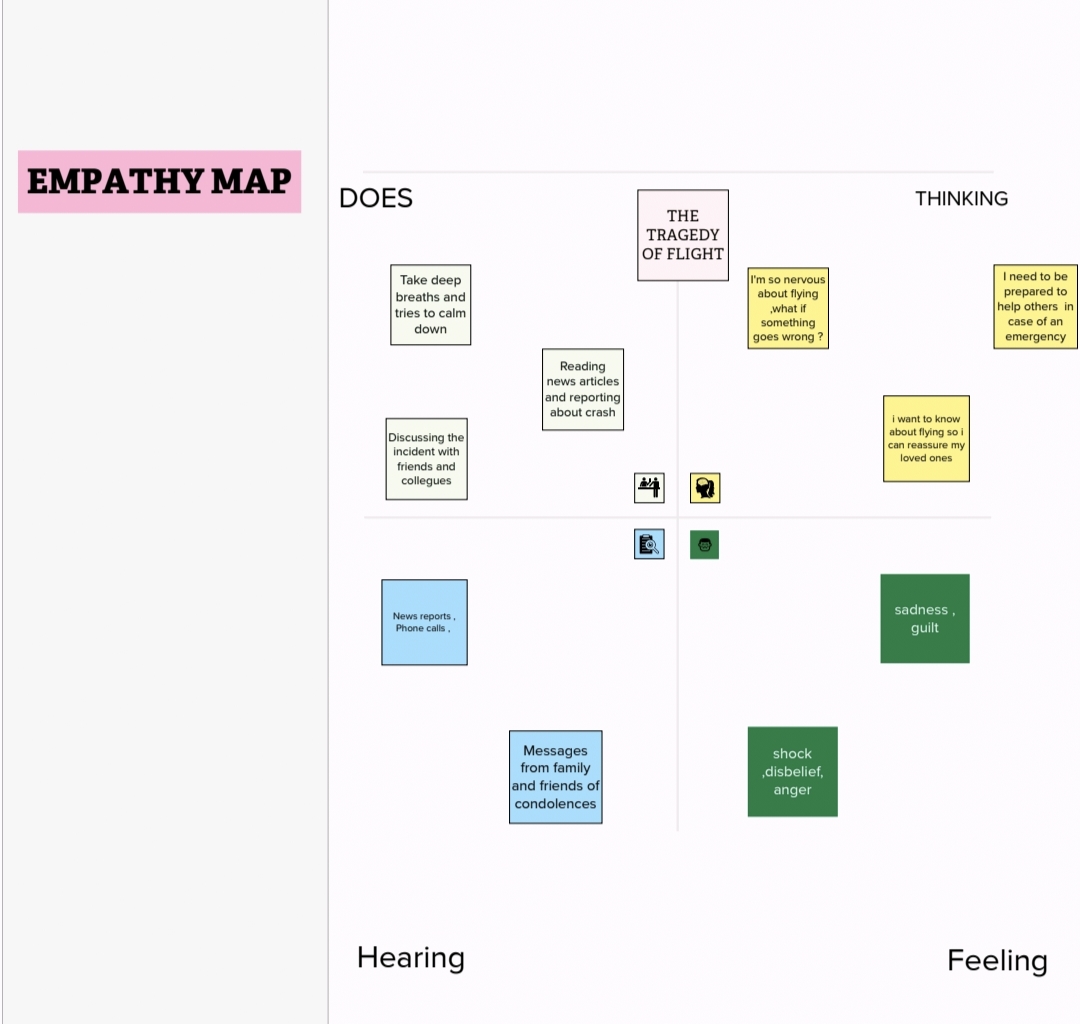 EMPATHY MAP
DOES
THINKING
THE
TRAGEDY
OF FLIGHT
Take deep
breaths and
tries to calm
down
Reading
news articles
and reporting
about crash
Discussing the
incident with
friends and
collegues
I'm so nervous
about flying
,what if
something
goes wrong ?
I need to be
prepared to
help others in
case of an
emergency
i want to know
about flying so i
can reassure my
loved ones
News reports ,
Phone calls ,
Messages
from family
and friends of
condolences
sadness ,
guilt
shock
,disbelief,
anger
Hearing
Feeling